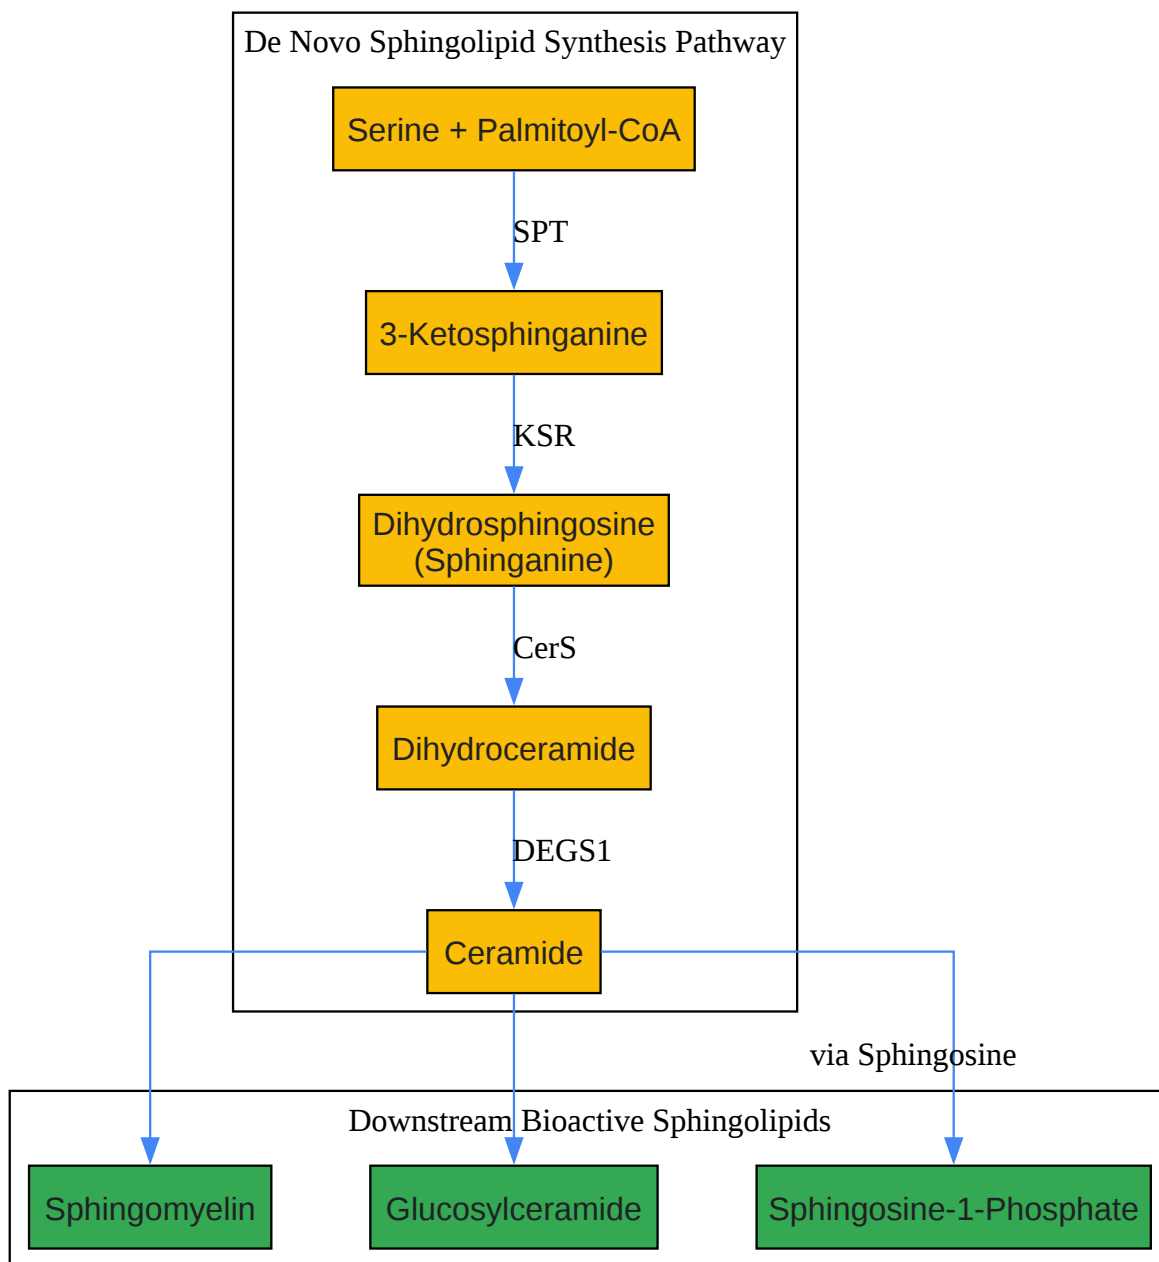 De Novo Sphingolipid Synthesis Pathway
Serine + Palmitoyl-CoA
SPT
3-Ketosphinganine
KSR
Dihydrosphingosine
(Sphinganine)
CerS
Dihydroceramide
DEGS1
Ceramide
via Sphingosine
Downstream Bioactive Sphingolipids
Sphingomyelin
Glucosylceramide
Sphingosine-1-Phosphate